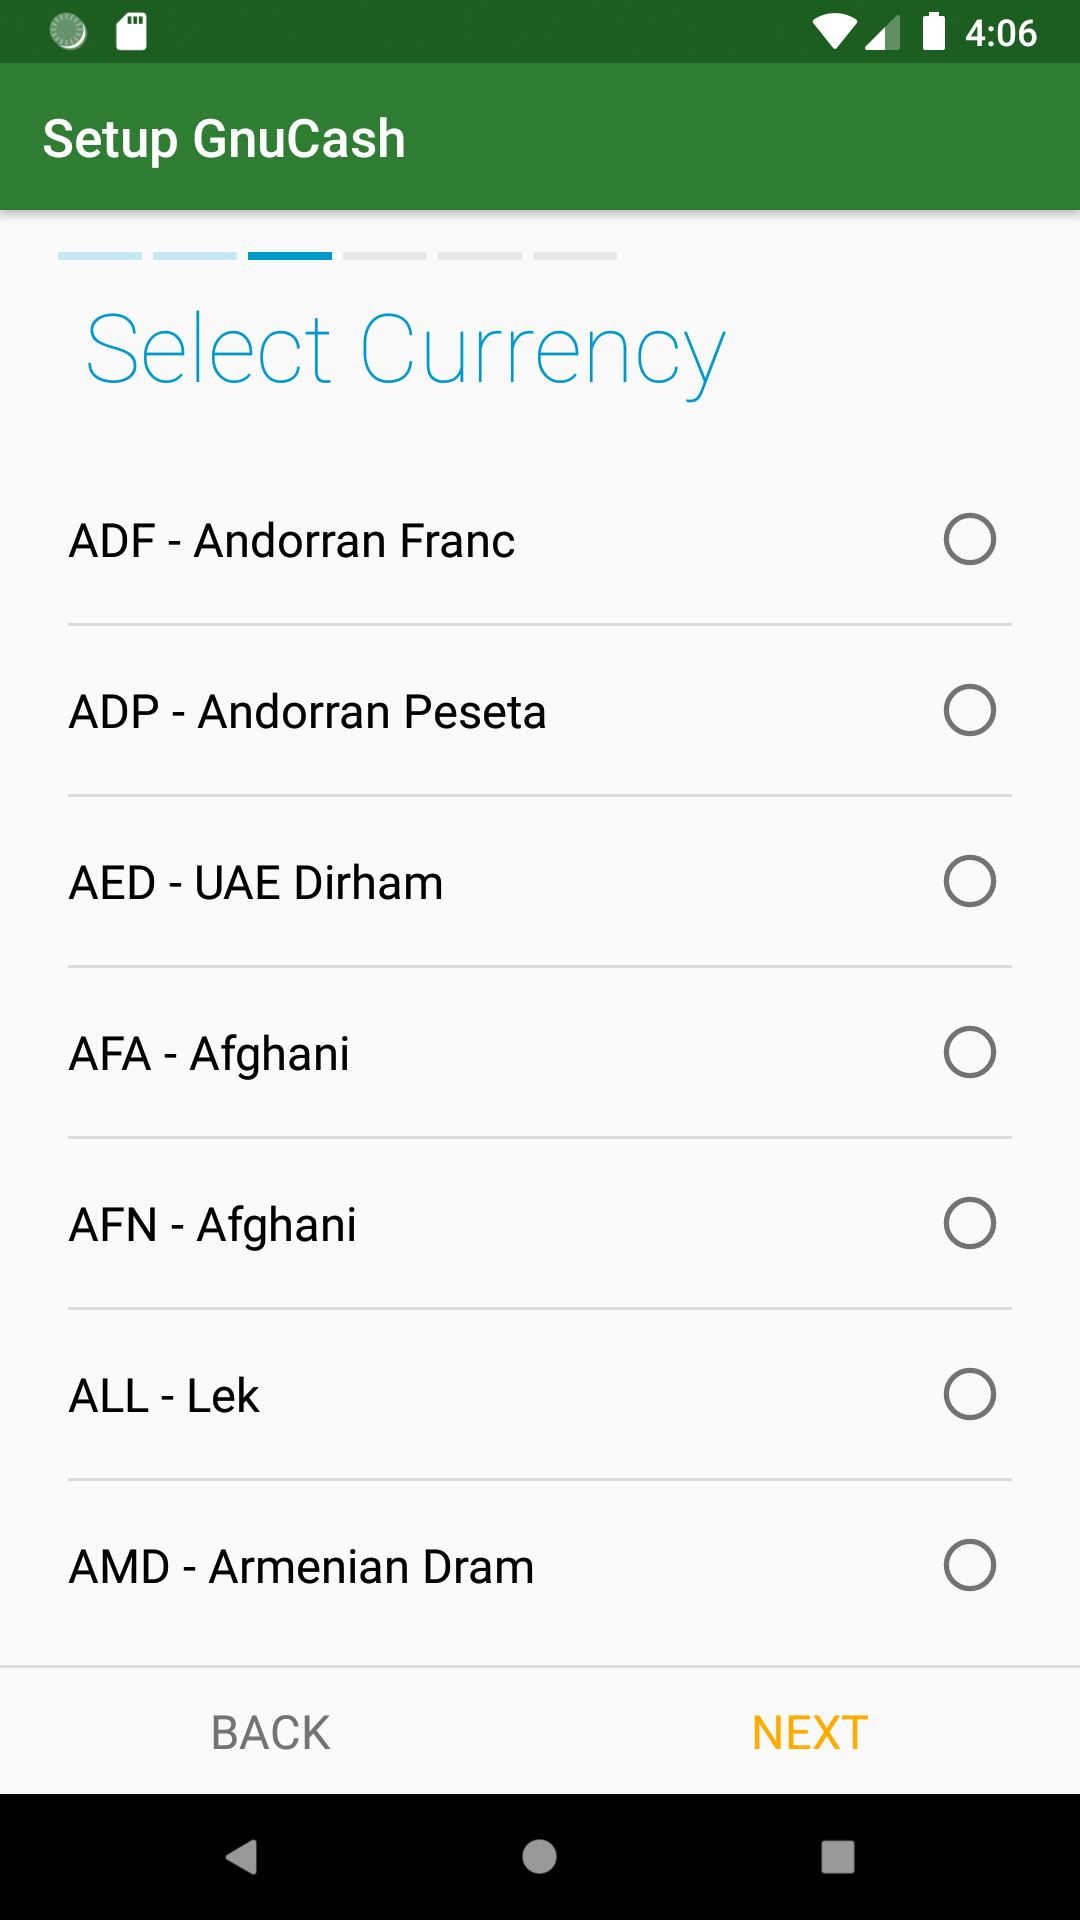 4:06
Setup GnuCash
Select Currency
ADF - Andorran Franc
ADP - Andorran Peseta
AED - UAE Dirham
AFA - Afghani
AFN - Afghani
ALL - Lek
AMD - Armenian Dram
BACK
NEXT